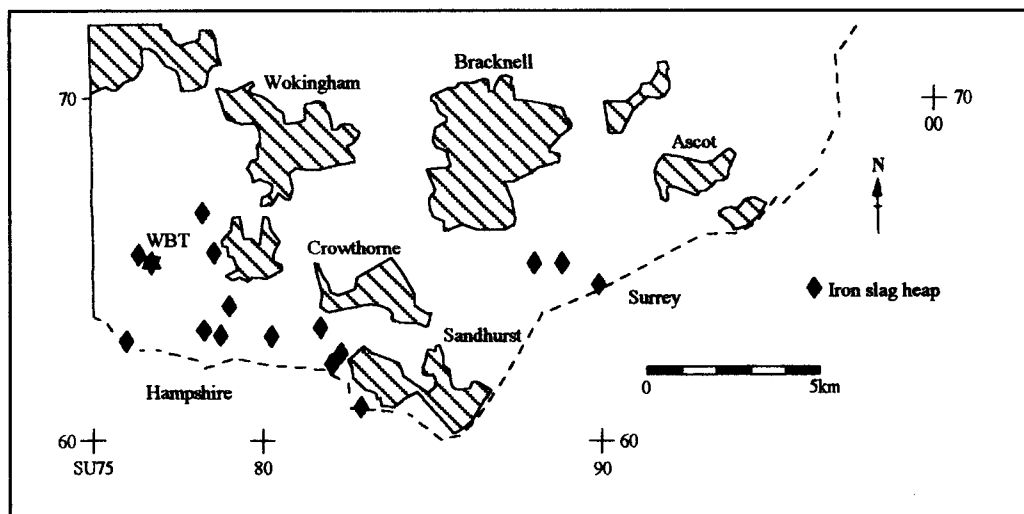 Bracknell
Wokingham
70
70
00
Ascot
N
WBT
Crowthorne
Surrey
Iron slag heap
Sandhurst
0
5km
Hampshire
60
60
SU75
80
90